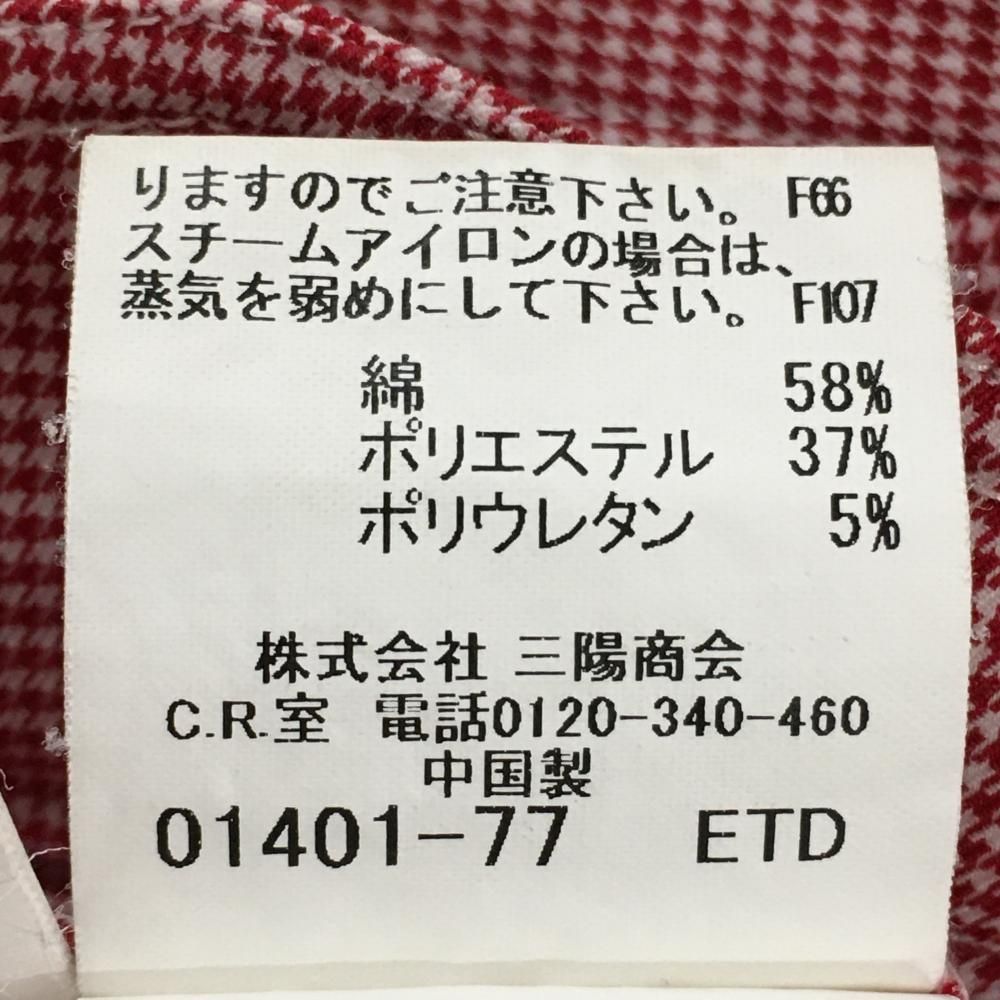 りますのでご注意下さい。 F66
スチームアイロンの場合は、
蒸気を弱めにして下さい。 F107
綿 58%
ポリエステル 37%
ポリウレタン 5%
株式会社 三陽商会
C.R.室 電話0120-340-460
中国製
01401-77 ETD